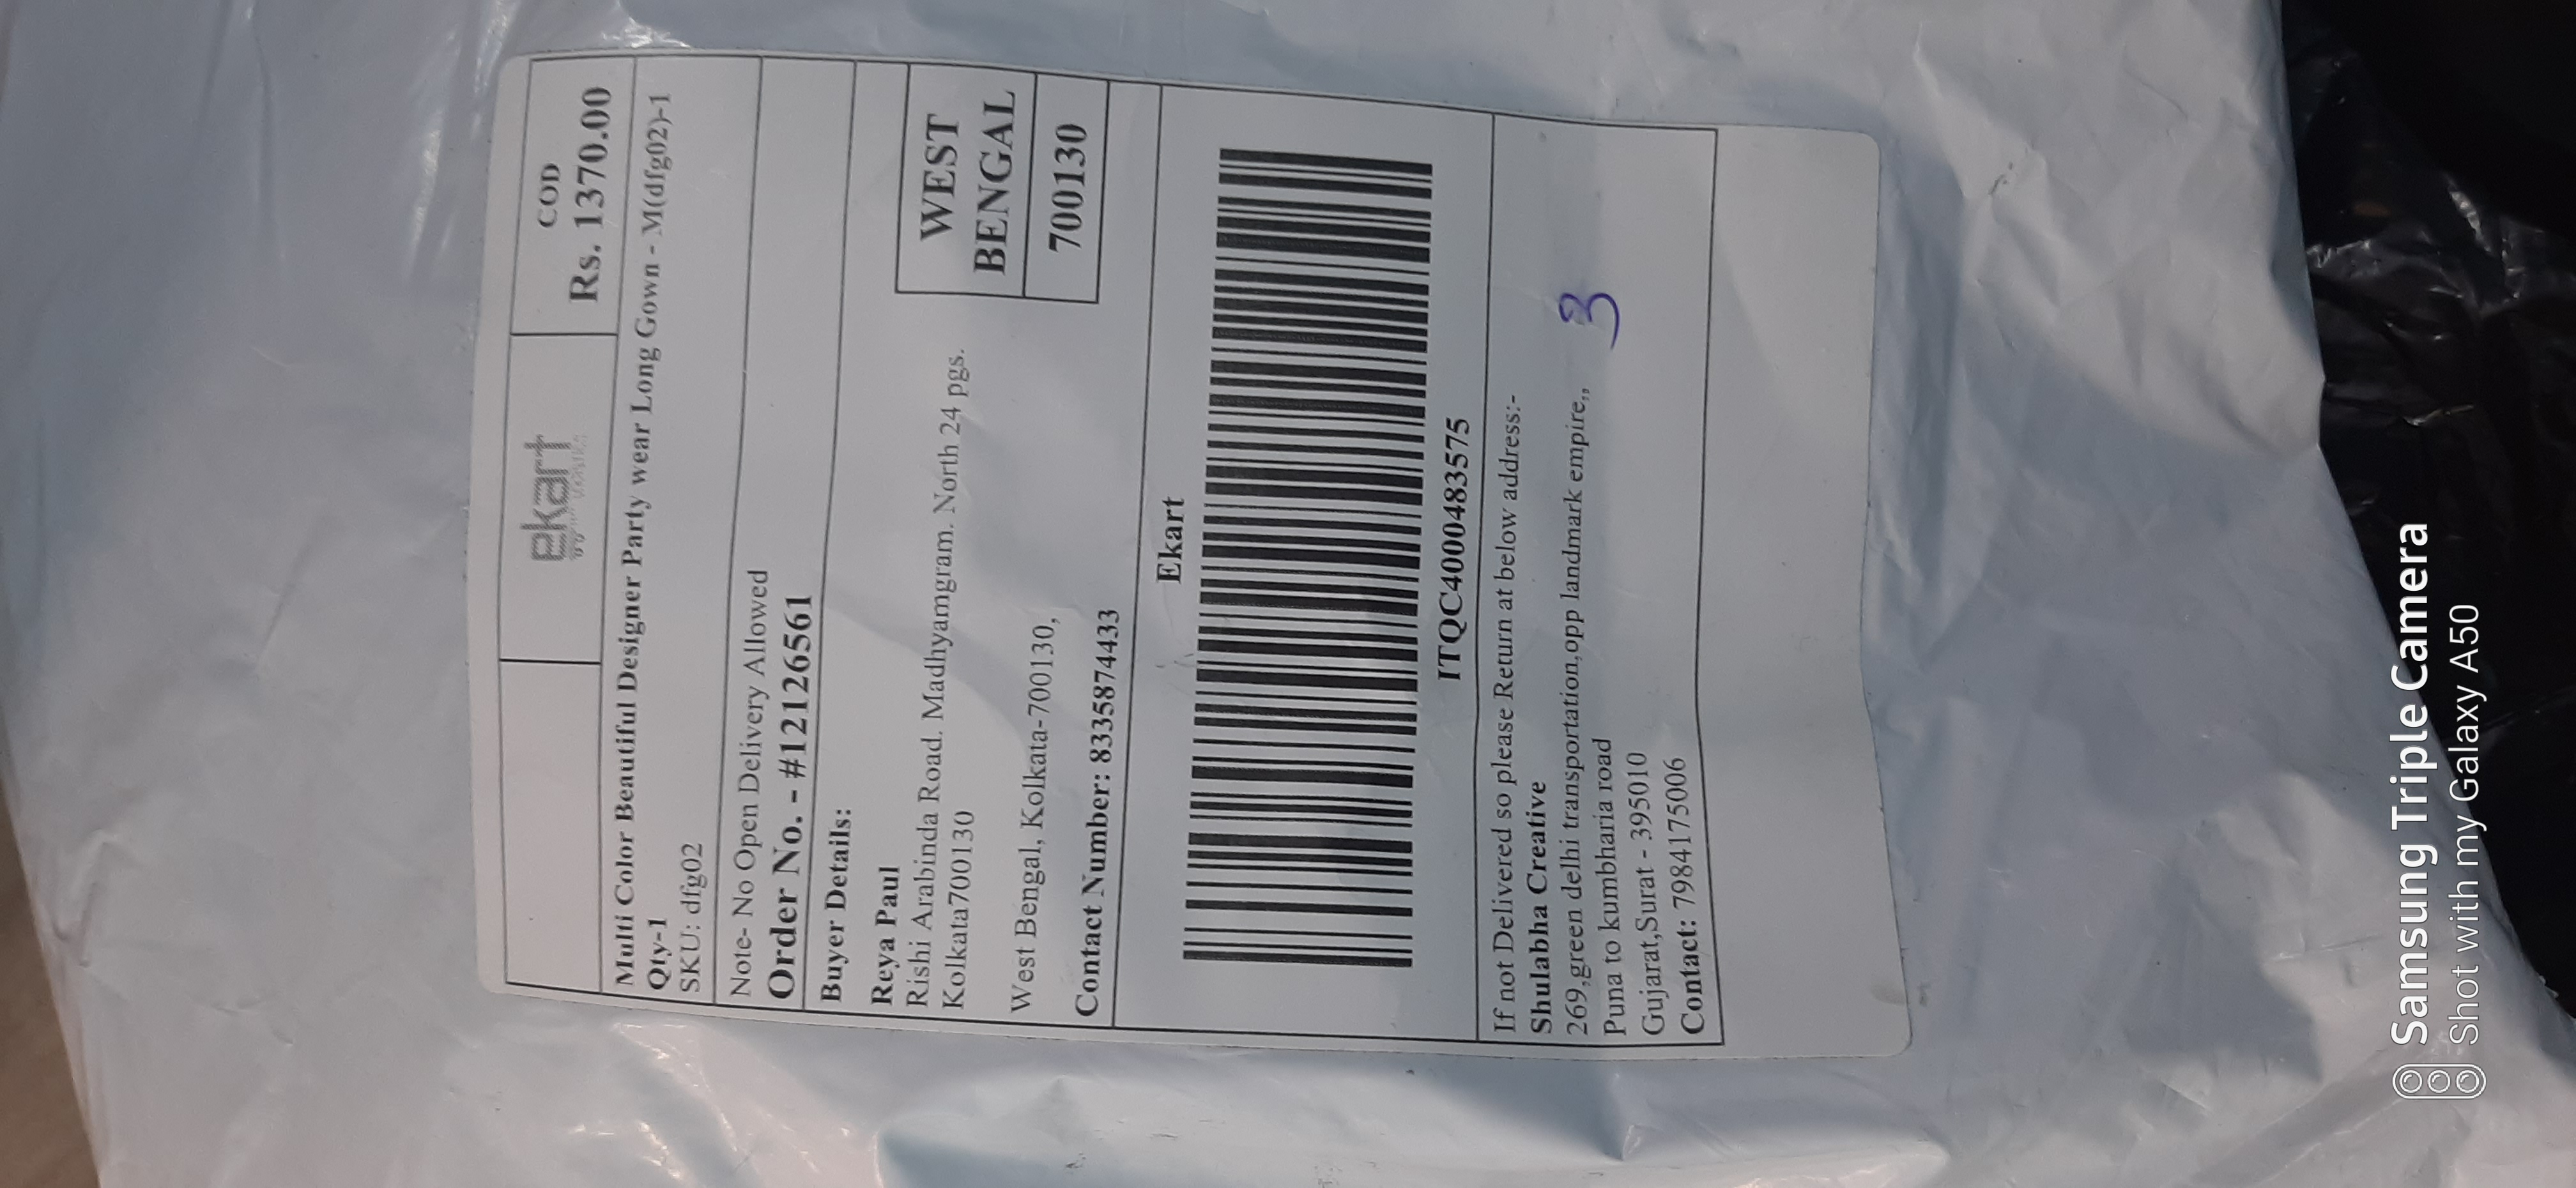 ekart
LOGISTICS
COD
Rs. 1370.00
Multi Color Beautiful Designer Party wear Long Gown - M(dfg02)-1
Qty-1
SKU: dfg02
Note- No Open Delivery Allowed
Order No. - #12126561
Buyer Details:
Reya Paul
Rishi Arabinda Road. Madhyamgram. North 24 pgs.
Kolkata700130
West Bengal, Kolkata-700130,
WEST
BENGAL
700130
Contact Number: 8335874433
Ekart
ITQC4000483575
If not Delivered so please Return at below address:-
Shulabha Creative
269,green delhi transportation,opp landmark empire,,
Puna to kumbharia road
Gujarat,Surat - 395010
Contact: 7984175006
3
Samsung Triple Camera
Shot with my Galaxy A50